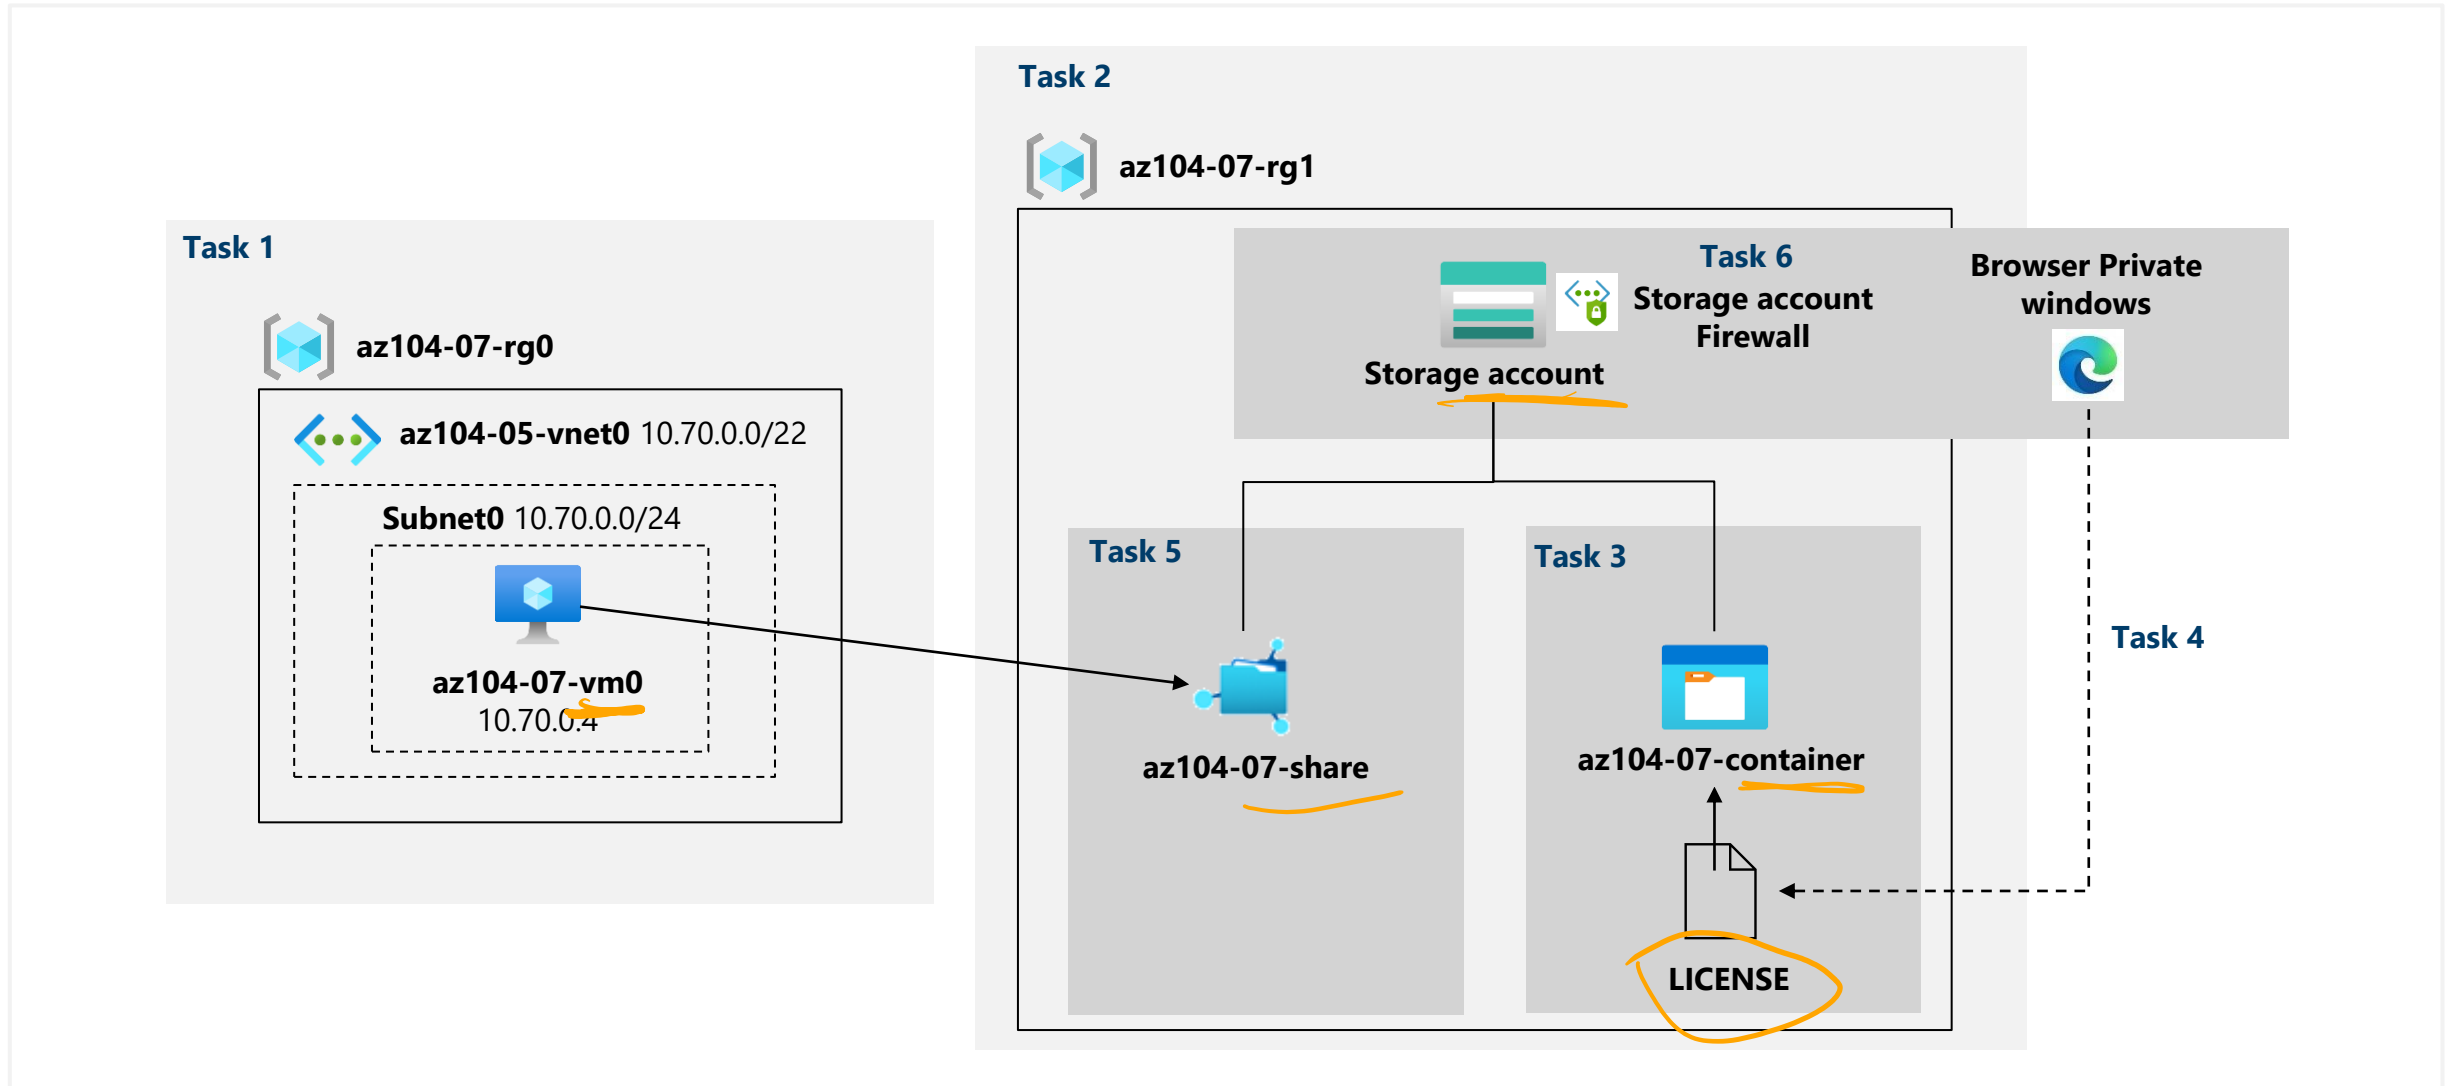 Task 1
az104-07-rg0
az104-05-vnet0 10.70.0.0/22
Subnet0 10.70.0.0/24
az104-07-vm0
10.70.0.4
Task 2
az104-07-rg1
Task 6
Storage account
Firewall
Storage account
Browser Private
windows
Task 5
az104-07-share
Task 3
az104-07-container
LICENSE
Task 4